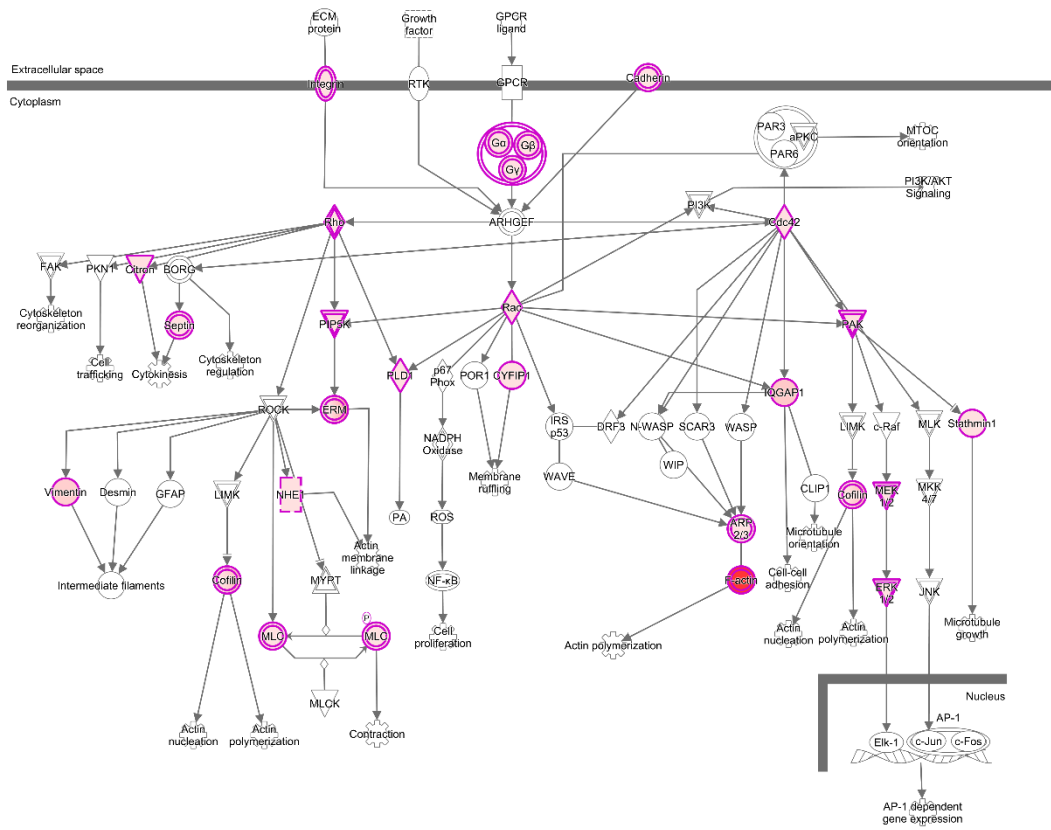 ECM
protein
Growth
factor
GPCR
ligand
Extracellular space
Integrin
RTK
GPCR
Cadherin
Cytoplasm
PAR3
aPKC
PAR6
MTOC
orientation
Gα
Gβ
Gγ
PI3K/AKT
Signaling
PI3K
Rho
ARHGEF
Cdc42
FAK
PKN1
Citron
BORG
Cytoskeleton
reorganization
Septin
PIP5K
Rac
PAK
Cell
trafficking
Cytokinesis
Cytoskeleton
regulation
PLD1
p67
Phox
POR1
CYFIP1
IQGAP1
ROCK
ERM
IRS
p53
DRF3
N-WASP
SCAR3
WASP
LIMK
c-Raf
MLK
Stathmin1
NADPH
Oxidase
WIP
Membrane
ruffling
WAVE
CLIP1
Vimentin
Desmin
GFAP
LIMK
NHE1
PA
ROS
Cofilin
MEK
1/2
MKK
4/7
ARP
2/3
Microtubule
orientation
Actin
membrane
linkage
Intermediate filaments
Cofilin
MYPT
NF-κB
F-actin
Cell-cell
adhesion
ERK
1/2
JNK
P
MLC
MLC
Cell
proliferation
Actin polymerization
Actin
nucleation
Actin
polymerization
Microtubule
growth
MLCK
Nucleus
Actin
nucleation
Actin
polymerization
Contraction
AP-1
Elk-1
c-Jun
c-Fos
AP-1 dependent
gene expression